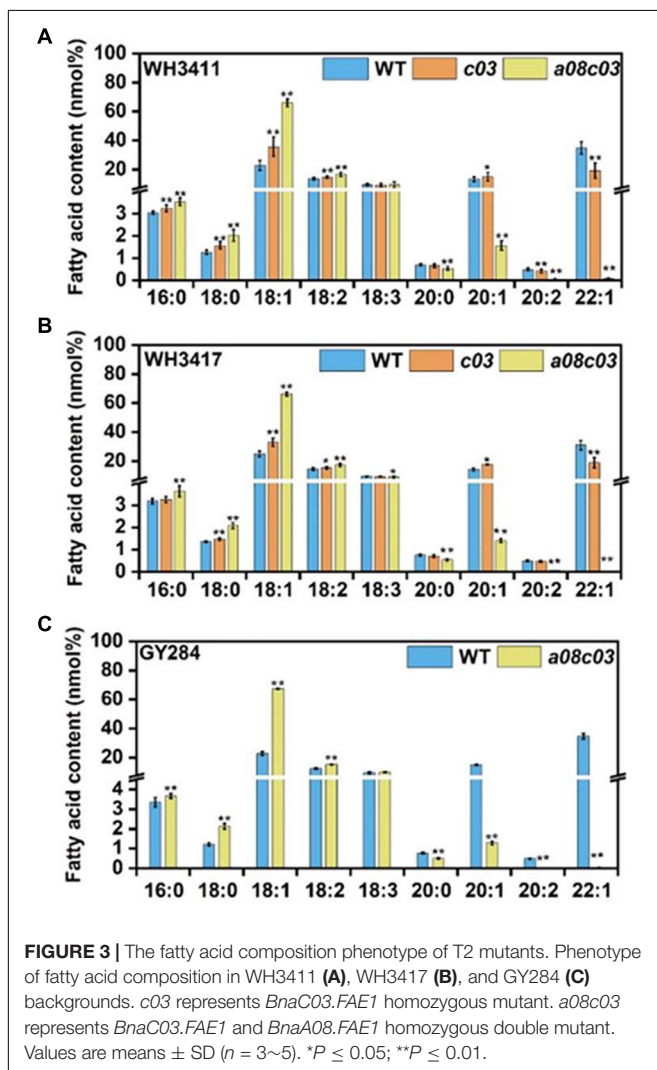 A
WH3411
WT c03 a08c03
Fatty acid content (nmol%)
100
80
60
40
20
3
2
1
0
** ** ** ** ** ** ** ** ** * ** ** ** ** **
16:0 18:0 18:1 18:2 18:3 20:0 20:1 20:2 22:1
B
WH3417
WT c03 a08c03
Fatty acid content (nmol%)
100
80
60
40
20
3
2
1
0
** ** ** ** ** * ** * ** * ** ** ** **
16:0 18:0 18:1 18:2 18:3 20:0 20:1 20:2 22:1
C
GY284
WT a08c03
Fatty acid content (nmol%)
100
80
60
40
20
4
3
2
1
0
** ** ** ** ** ** ** **
16:0 18:0 18:1 18:2 18:3 20:0 20:1 20:2 22:1
FIGURE 3 | The fatty acid composition phenotype of T2 mutants. Phenotype
of fatty acid composition in WH3411 (A), WH3417 (B), and GY284 (C)
backgrounds. c03 represents BnaC03.FAE1 homozygous mutant. a08c03
represents BnaC03.FAE1 and BnaA08.FAE1 homozygous double mutant.
Values are means ± SD (n = 3~5). *P ≤ 0.05; **P ≤ 0.01.